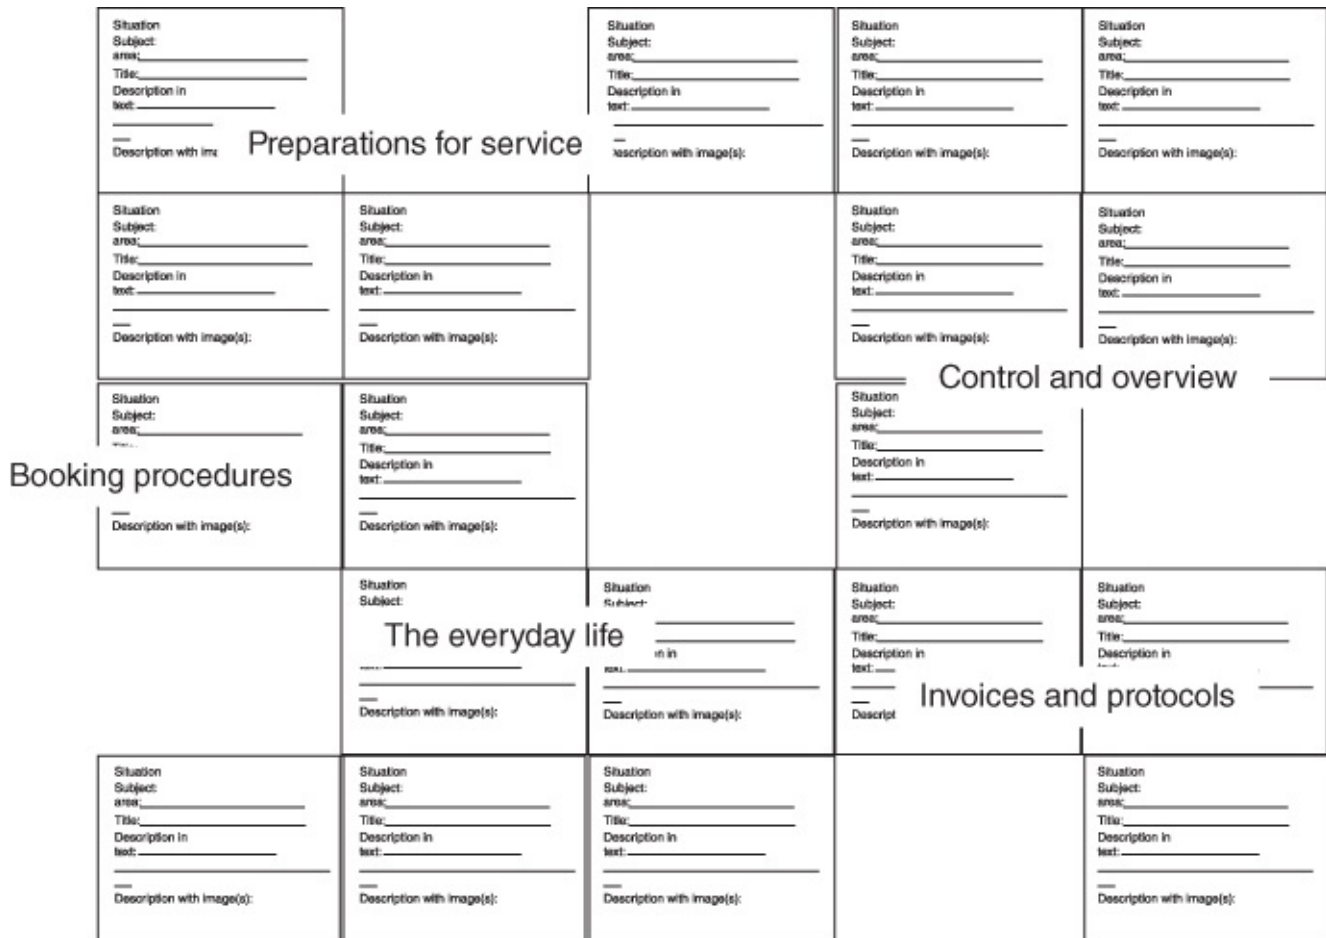 Situation
Subject:
area:
Title:
Description in
text:
Description with
Situation
Subject:
area:
Title:
Description in
text:
with image(s):
Situation
Subject:
area:
Title:
Description in
text:
Description with image(s):
Situation
Subject:
area:
Title:
Description in
text:
Description with image(s):
Preparations for service
Situation
Subject:
area:
Title:
Description in
text:
Description with image(s):
Situation
Subject:
area:
Title:
Description in
text:
Description with image(s):
Situation
Subject:
area:
Title:
Description in
text:
Description with image(s):
Situation
Subject:
area:
Title:
Description in
text:
Description with image(s):
Control and overview
Situation
Subject:
area:
Booking procedures
Description with image(s):
Situation
Subject:
area:
Title:
Description in
text:
Description with image(s):
Situation
Subject:
area:
Title:
Description in
text:
Description with image(s):
Situation
Subject:
The everyday life
Description with image(s):
Situation
Subject:
in
text:
Description with image(s):
Situation
Subject:
area:
Title:
Description in
text:
Situation
Subject:
area:
Title:
Description in
Invoices and protocols
Situation
Subject:
area:
Title:
Description in
text:
Description with image(s):
Situation
Subject:
area:
Title:
Description in
text:
Description with image(s):
Situation
Subject:
area:
Title:
Description in
text:
Description with image(s):
Situation
Subject:
area:
Title:
Description in
text:
Description with image(s):